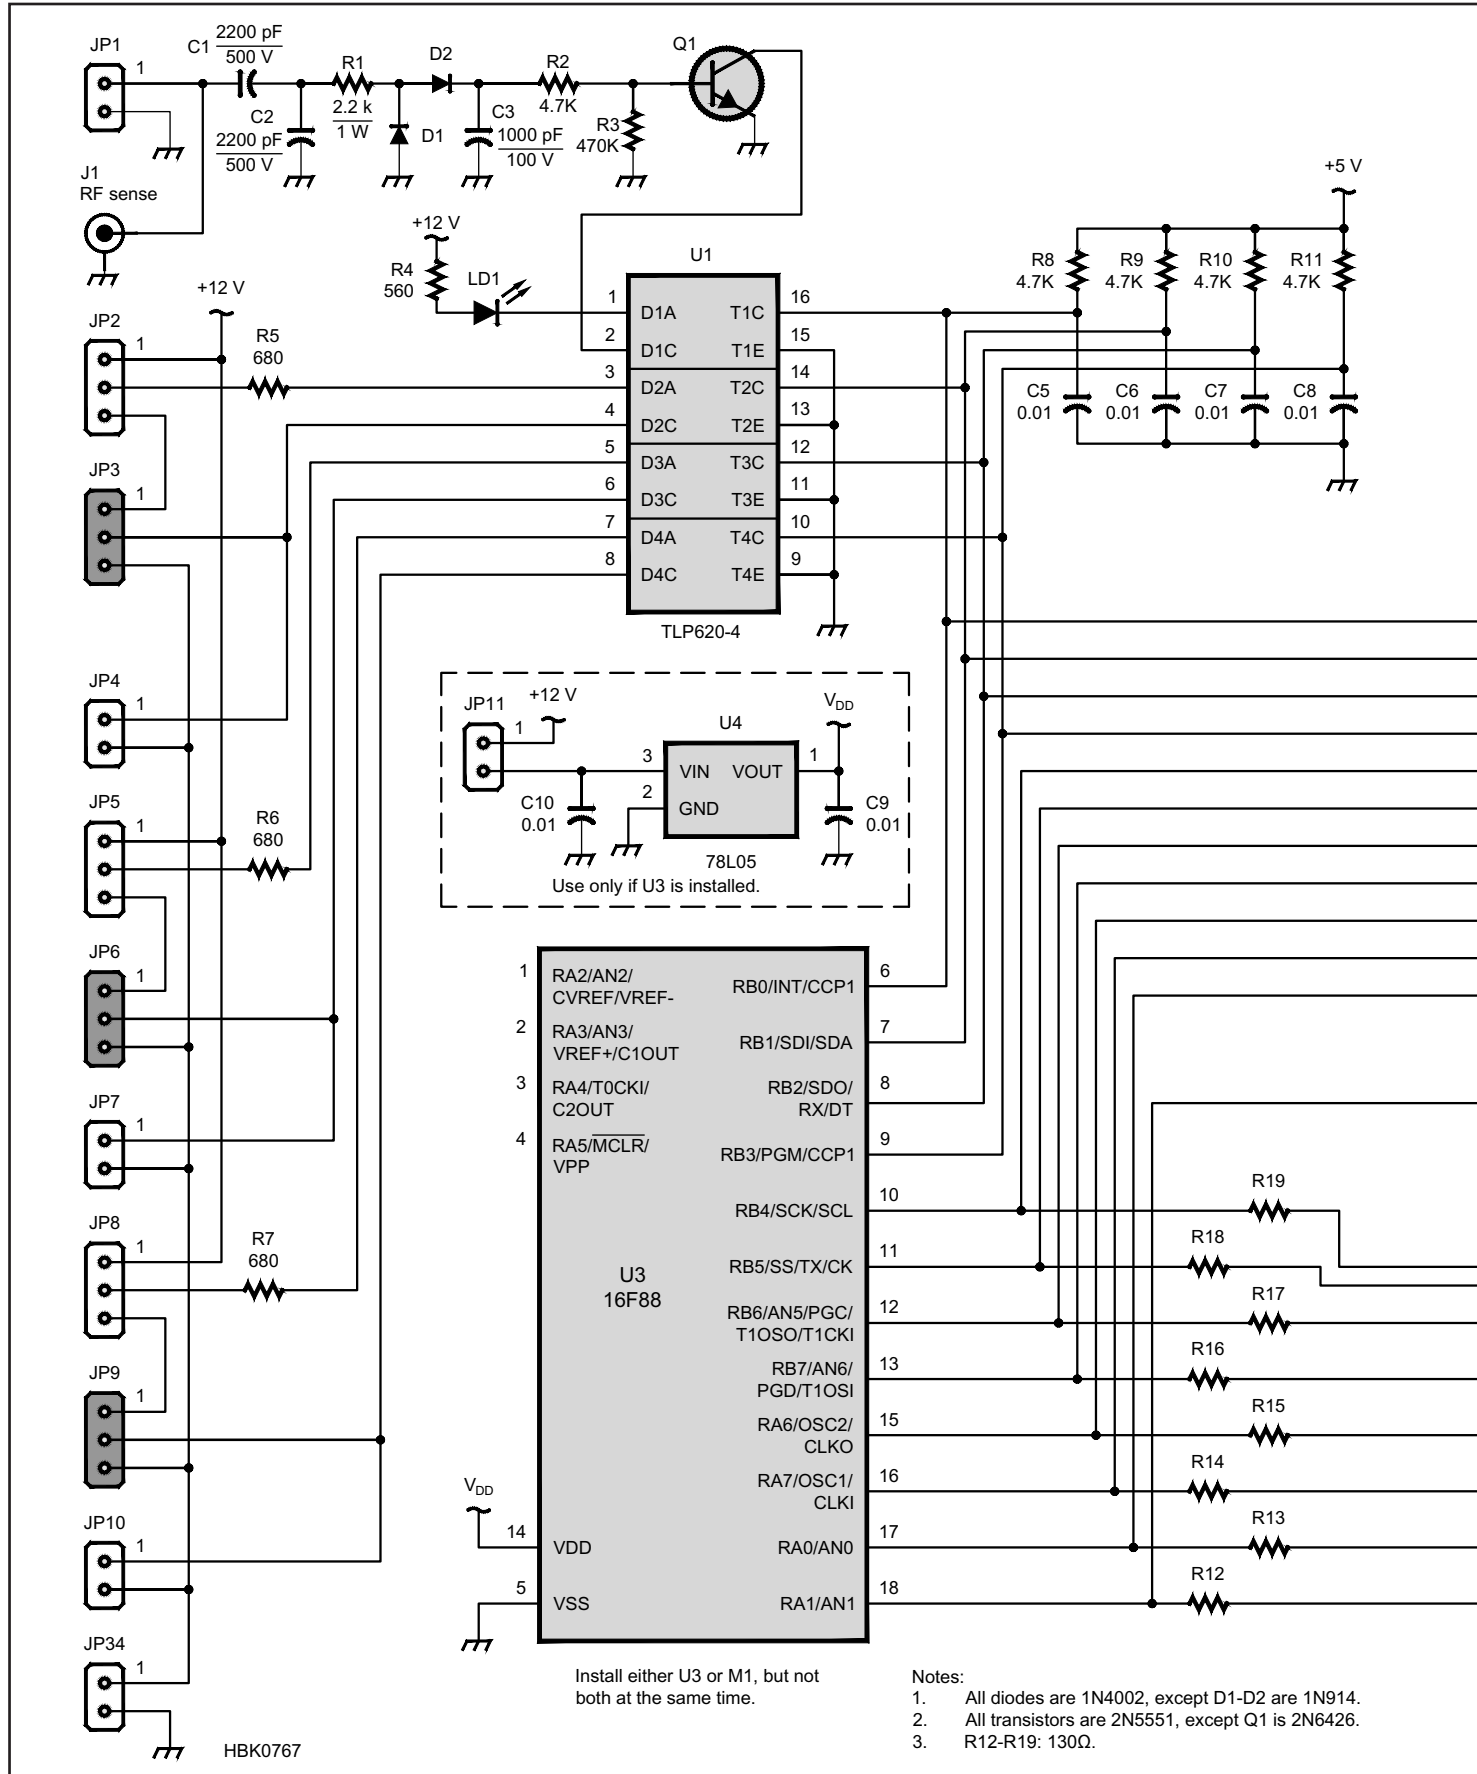 JP1
1
C1
2200 pF
500 V
C2
2200 pF
500 V
R1
2.2 k
1 W
D2
D1
C3
1000 pF
100 V
R2
4.7K
R3
470K
Q1
J1
RF sense
+12 V
R4
560
LD1
U1
1
D1A
T1C
16
2
D1C
T1E
15
3
D2A
T2C
14
4
D2C
T2E
13
5
D3A
T3C
12
6
D3C
T3E
11
7
D4A
T4C
10
8
D4C
T4E
9
TLP620-4
+5 V
R8
4.7K
R9
4.7K
R10
4.7K
R11
4.7K
C5
0.01
C6
0.01
C7
0.01
C8
0.01
+12 V
JP2
1
R5
680
JP3
1
JP4
1
JP5
1
R6
680
JP6
1
JP7
1
JP8
1
R7
680
JP9
1
JP10
1
JP34
1
HBK0767
JP11
1
+12 V
C10
0.01
U4
3
VIN
VOUT
1
2
GND
78L05
VDD
C9
0.01
Use only if U3 is installed.
1
RA2/AN2/
CVREF/VREF-
2
RA3/AN3/
VREF+/C1OUT
3
RA4/T0CKI/
C2OUT
4
RA5/MCLR/
VPP
U3
16F88
VDD
14
VDD
5
VSS
RB0/INT/CCP1
6
RB1/SDI/SDA
7
RB2/SDO/
RX/DT
8
RB3/PGM/CCP1
9
RB4/SCK/SCL
10
RB5/SS/TX/CK
11
RB6/AN5/PGC/
T1OSO/T1CKI
12
RB7/AN6/
PGD/T1OSI
13
RA6/OSC2/
CLKO
15
RA7/OSC1/
CLKI
16
RA0/AN0
17
RA1/AN1
18
R19
R18
R17
R16
R15
R14
R13
R12
Install either U3 or M1, but not
both at the same time.
Notes:
1. All diodes are 1N4002, except D1-D2 are 1N914.
2. All transistors are 2N5551, except Q1 is 2N6426.
3. R12-R19: 130Ω.